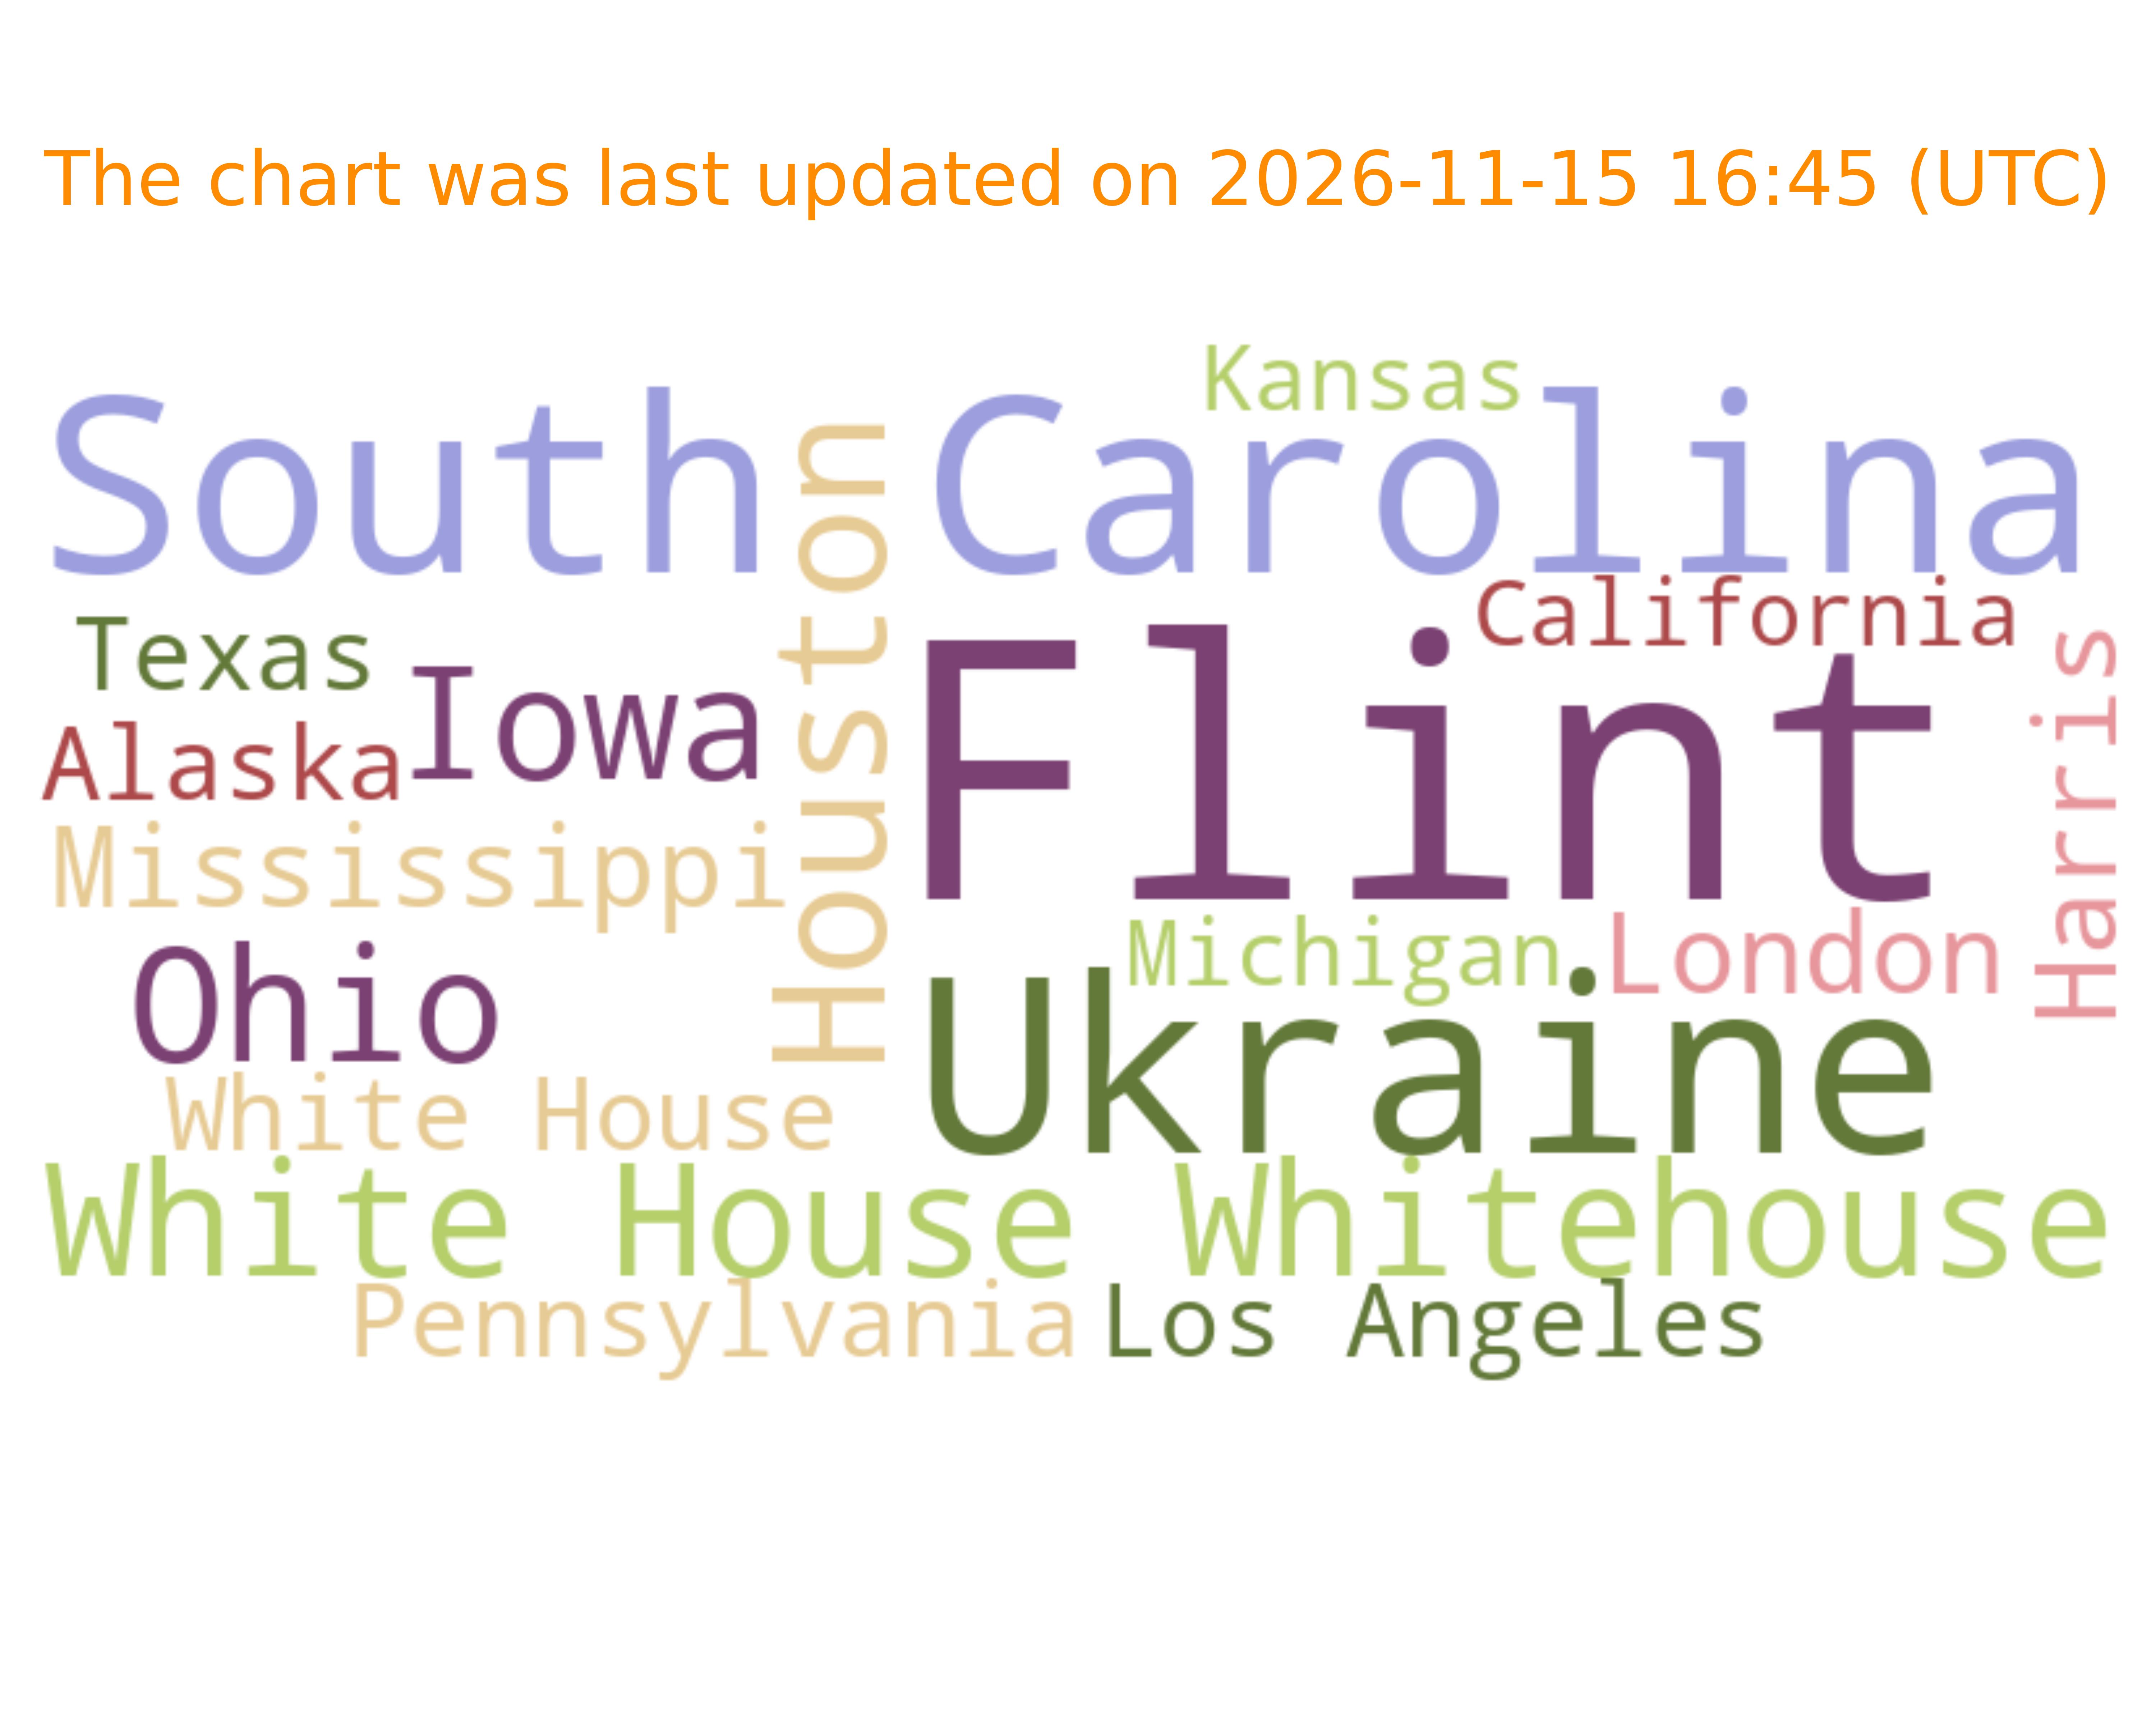 The chart was last updated on 2026-11-15 16:45 (UTC)
Kansas
South Carolina
Houston
California
Texas
Flint
Iowa
Harris
Alaska
Mississippi
Michigan
London
Ohio
Ukraine
White House
White House Whitehouse
Pennsylvania
Los Angeles